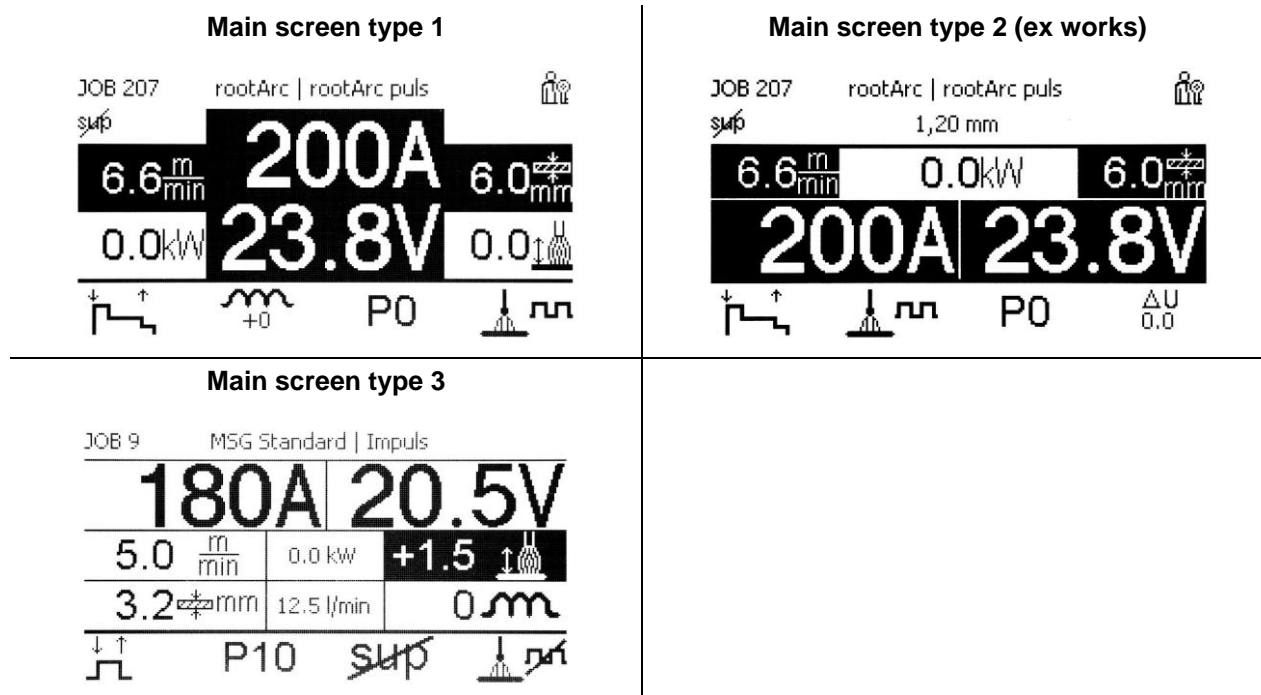 Main screen type 1
JOB 207 rootArc | rootArc puls
sup
200A
6.6 m/min 6.0 mm
23.8V
0.0kW 0.0
+0 P0
Main screen type 2 (ex works)
JOB 207 rootArc | rootArc puls
sup 1,20 mm
6.6 m/min 0.0kW 6.0 mm
200A 23.8V
P0 ΔU
0.0
Main screen type 3
JOB 9 MSG Standard | Impuls
180A 20.5V
5.0 m/min 0.0 kW +1.5
3.2 mm 12.5 l/min 0
P10 sup